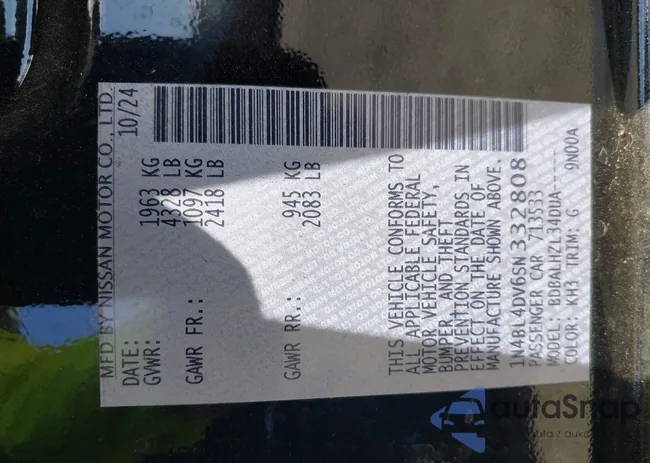 MFD BY NISSAN MOTOR CO., LTD.
DATE: 10/24
GVWR: 1963 KG
4328 LB
GAWR FR.: 1097 KG
2418 LB
GAWR RR.: 945 KG
2083 LB
THIS VEHICLE CONFORMS TO
ALL APPLICABLE FEDERAL
MOTOR VEHICLE SAFETY,
BUMPER, AND THEFT
PREVENTION STANDARDS IN
EFFECT ON THE DATE OF
MANUFACTURE SHOWN ABOVE.
1N4BL4DV6SN332808
PASSENGER CAR 713533
MODEL: BDBALHZL34DUA-----
COLOR: KH3 TRIM: G 9N00A
autoSnap